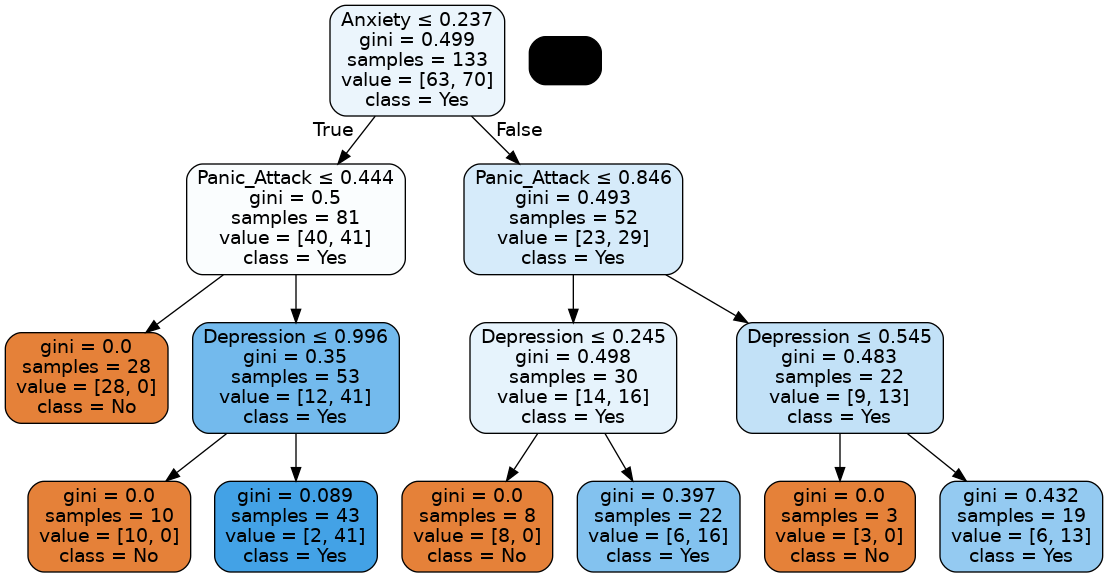 Anxiety ≤ 0.237
gini = 0.499
samples = 133
value = [63, 70]
class = Yes
True
False
Panic_Attack ≤ 0.444
gini = 0.5
samples = 81
value = [40, 41]
class = Yes
Panic_Attack ≤ 0.846
gini = 0.493
samples = 52
value = [23, 29]
class = Yes
gini = 0.0
samples = 28
value = [28, 0]
class = No
Depression ≤ 0.996
gini = 0.35
samples = 53
value = [12, 41]
class = Yes
Depression ≤ 0.245
gini = 0.498
samples = 30
value = [14, 16]
class = Yes
Depression ≤ 0.545
gini = 0.483
samples = 22
value = [9, 13]
class = Yes
gini = 0.0
samples = 10
value = [10, 0]
class = No
gini = 0.089
samples = 43
value = [2, 41]
class = Yes
gini = 0.0
samples = 8
value = [8, 0]
class = No
gini = 0.397
samples = 22
value = [6, 16]
class = Yes
gini = 0.0
samples = 3
value = [3, 0]
class = No
gini = 0.432
samples = 19
value = [6, 13]
class = Yes